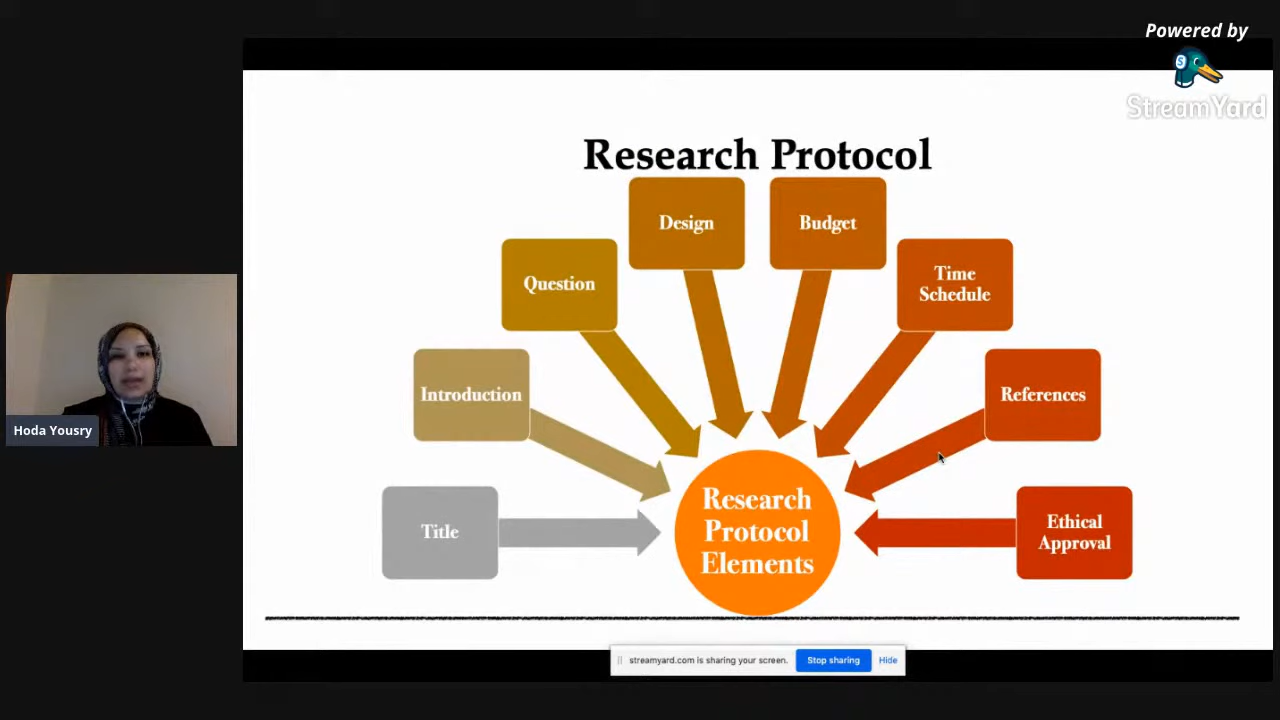 Powered by
StreamYard
Research Protocol
Design
Budget
Question
Time
Schedule
Introduction
References
Title
Research
Protocol
Elements
Ethical
Approval
Hoda Yousry
streamyard.com is sharing your screen.
Stop sharing
Hide